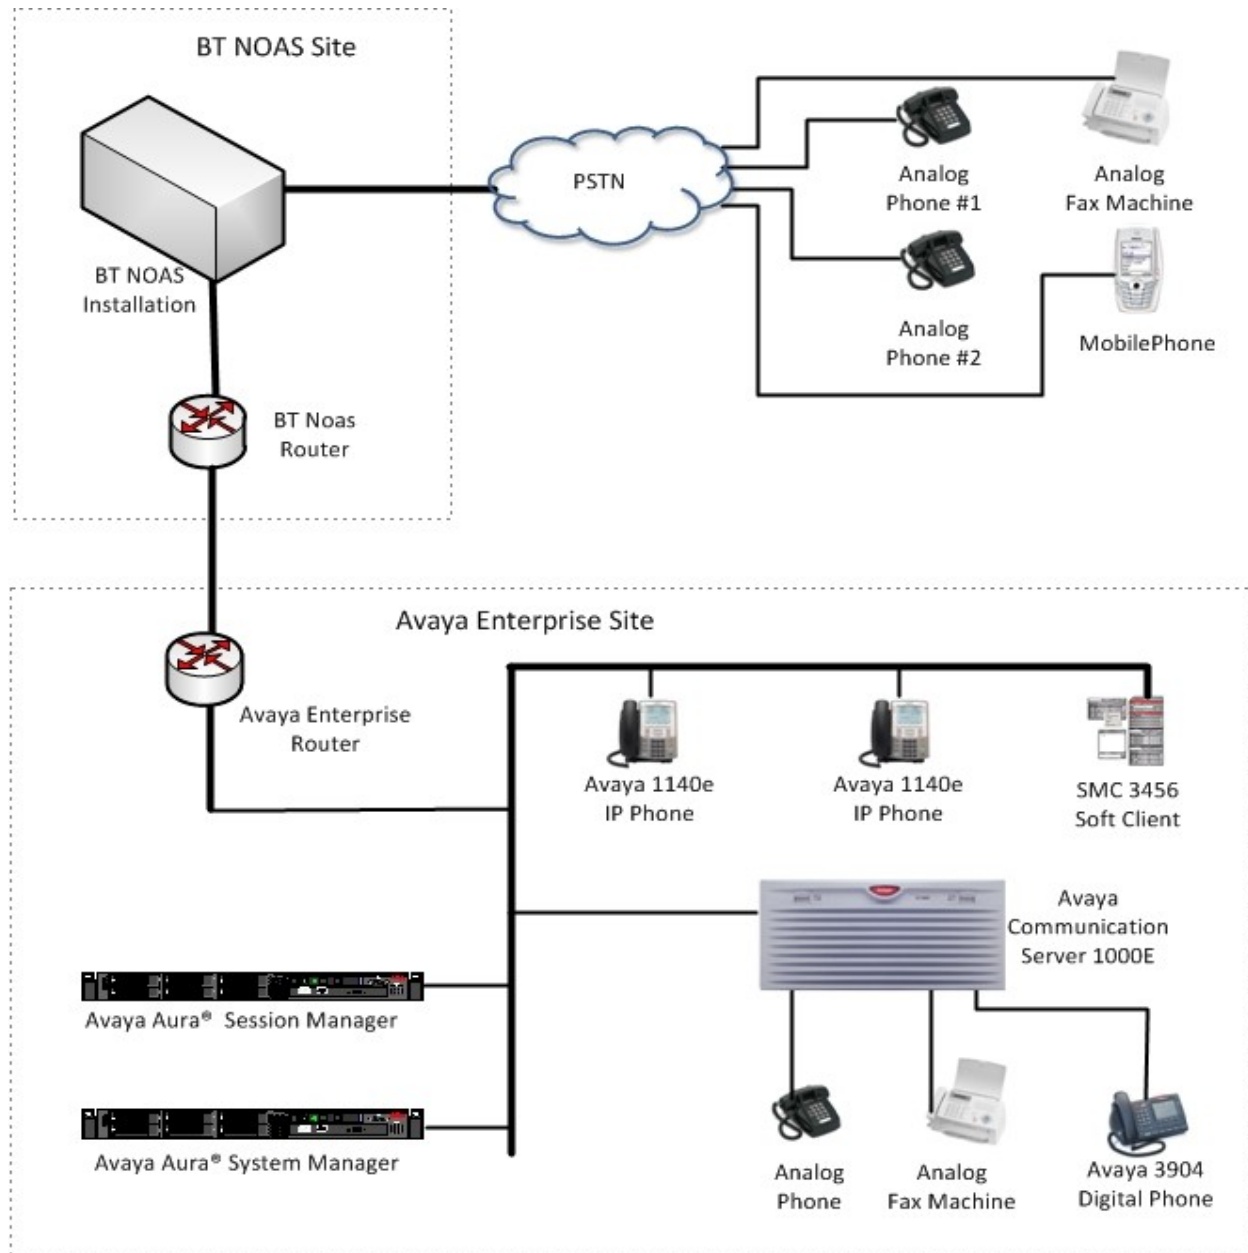 BT NOAS Site
PSTN
Analog
Phone #1
Analog
Fax Machine
BT NOAS
Installation
Analog
Phone #2
MobilePhone
BT Noas
Router
Avaya Enterprise Site
Avaya Enterprise
Router
Avaya 1140e
IP Phone
Avaya 1140e
IP Phone
SMC 3456
Soft Client
Avaya
Communication
Server 1000E
Avaya Aura® Session Manager
Avaya Aura® System Manager
Analog
Phone
Analog
Fax Machine
Avaya 3904
Digital Phone